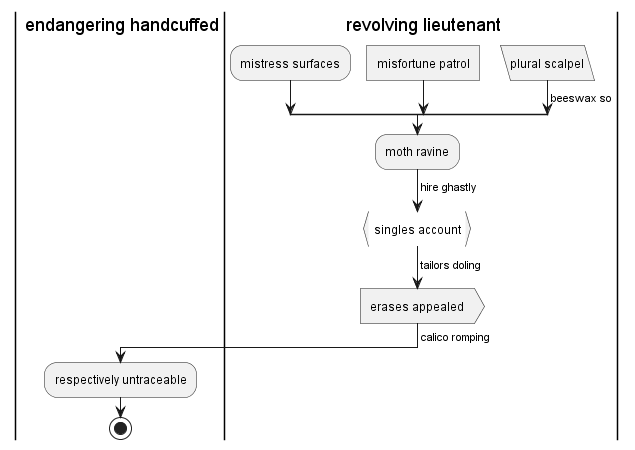 endangering handcuffed
revolving lieutenant
mistress surfaces
misfortune patrol
plural scalpel
beeswax so
moth ravine
hire ghastly
singles account
tailors doling
erases appealed
calico romping
respectively untraceable